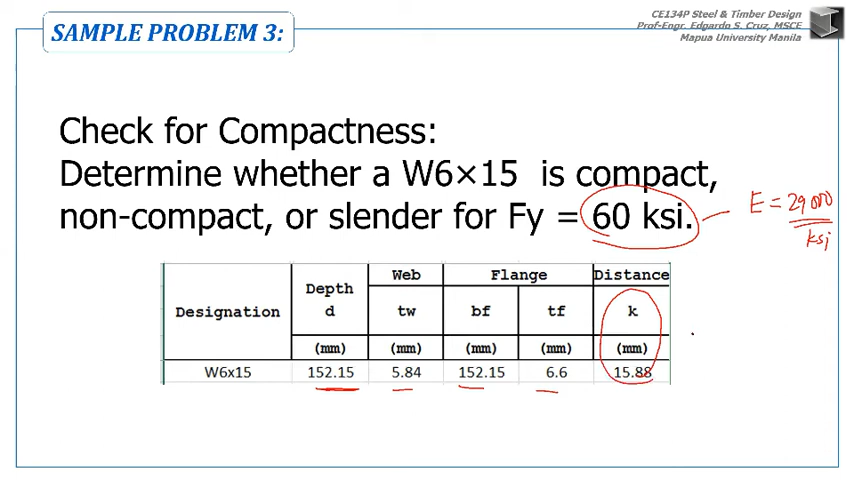 SAMPLE PROBLEM 3:
CE134P Steel & Timber Design
Prof-Engr. Edgardo S. Cruz, MSCE
Mapua University Manila
Check for Compactness:
Determine whether a W6×15 is compact,
non-compact, or slender for Fy = 60 ksi.
E = 29000
ksi
Designation Depth d Web Flange Distance
tw bf tf k
(mm) (mm) (mm) (mm) (mm)
W6x15 152.15 5.84 152.15 6.6 15.88